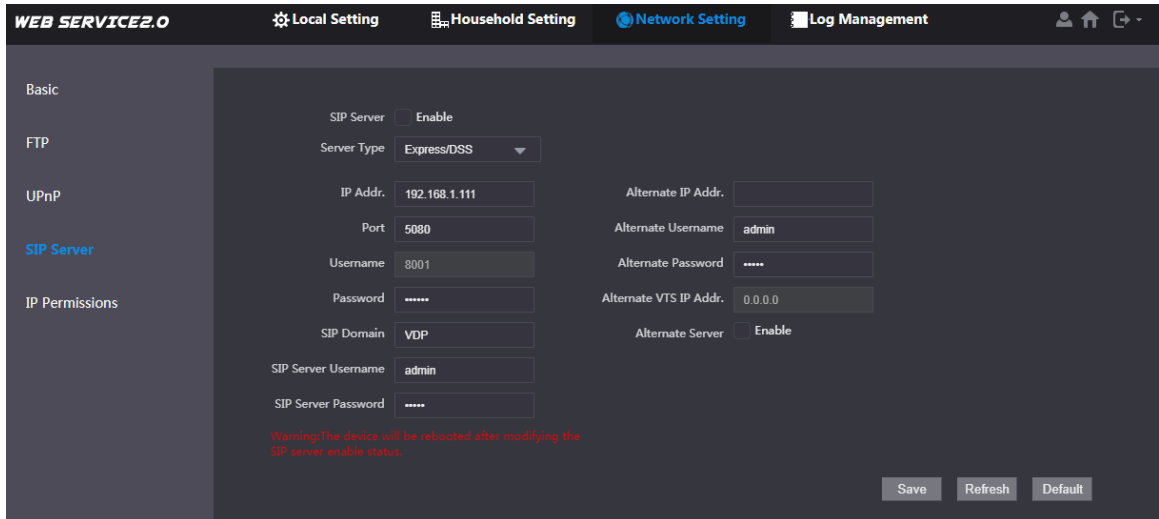 WEB SERVICE2.0 Local Setting Household Setting Network Setting Log Management
Basic
FTP
UPnP
SIP Server
IP Permissions
SIP Server Enable
Server Type Express/DSS
IP Addr. 192.168.1.111 Alternate IP Addr.
Port 5080 Alternate Username admin
Username 8001 Alternate Password •••••
Password •••••• Alternate VTS IP Addr. 0.0.0.0
SIP Domain VDP Alternate Server Enable
SIP Server Username admin
SIP Server Password •••••
Warning:The device will be rebooted after modifying the
SIP server enable status.
Save Refresh Default